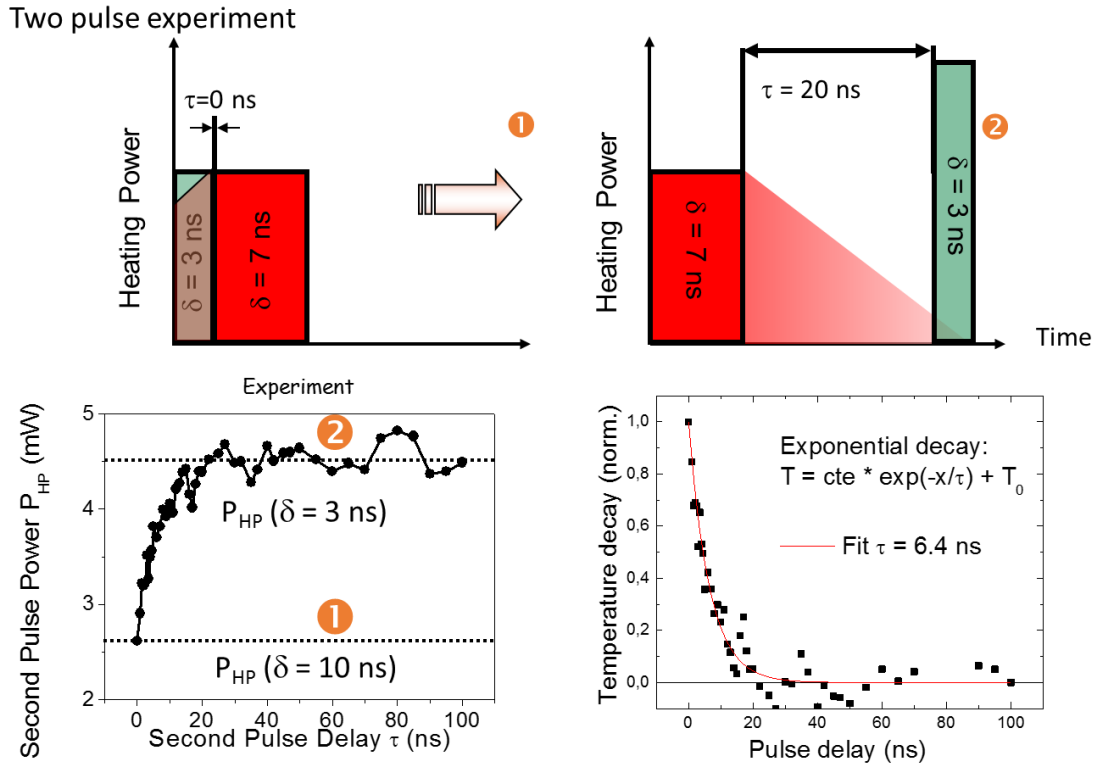 Two pulse experiment
τ=0 ns
❶
Heating Power
δ = 3 ns
δ = 7 ns
τ = 20 ns
❷
Heating Power
δ = 7 ns
δ = 3 ns
Time
Experiment
Second Pulse Power P_HP (mW)
5
4
3
2
❷
P_HP (δ = 3 ns)
❶
P_HP (δ = 10 ns)
0 20 40 60 80 100
Second Pulse Delay τ (ns)
Temperature decay (norm.)
1,0
0,8
0,6
0,4
0,2
0,0
Exponential decay:
T = cte * exp(-x/τ) + T₀
Fit τ = 6.4 ns
0 20 40 60 80 100
Pulse delay (ns)